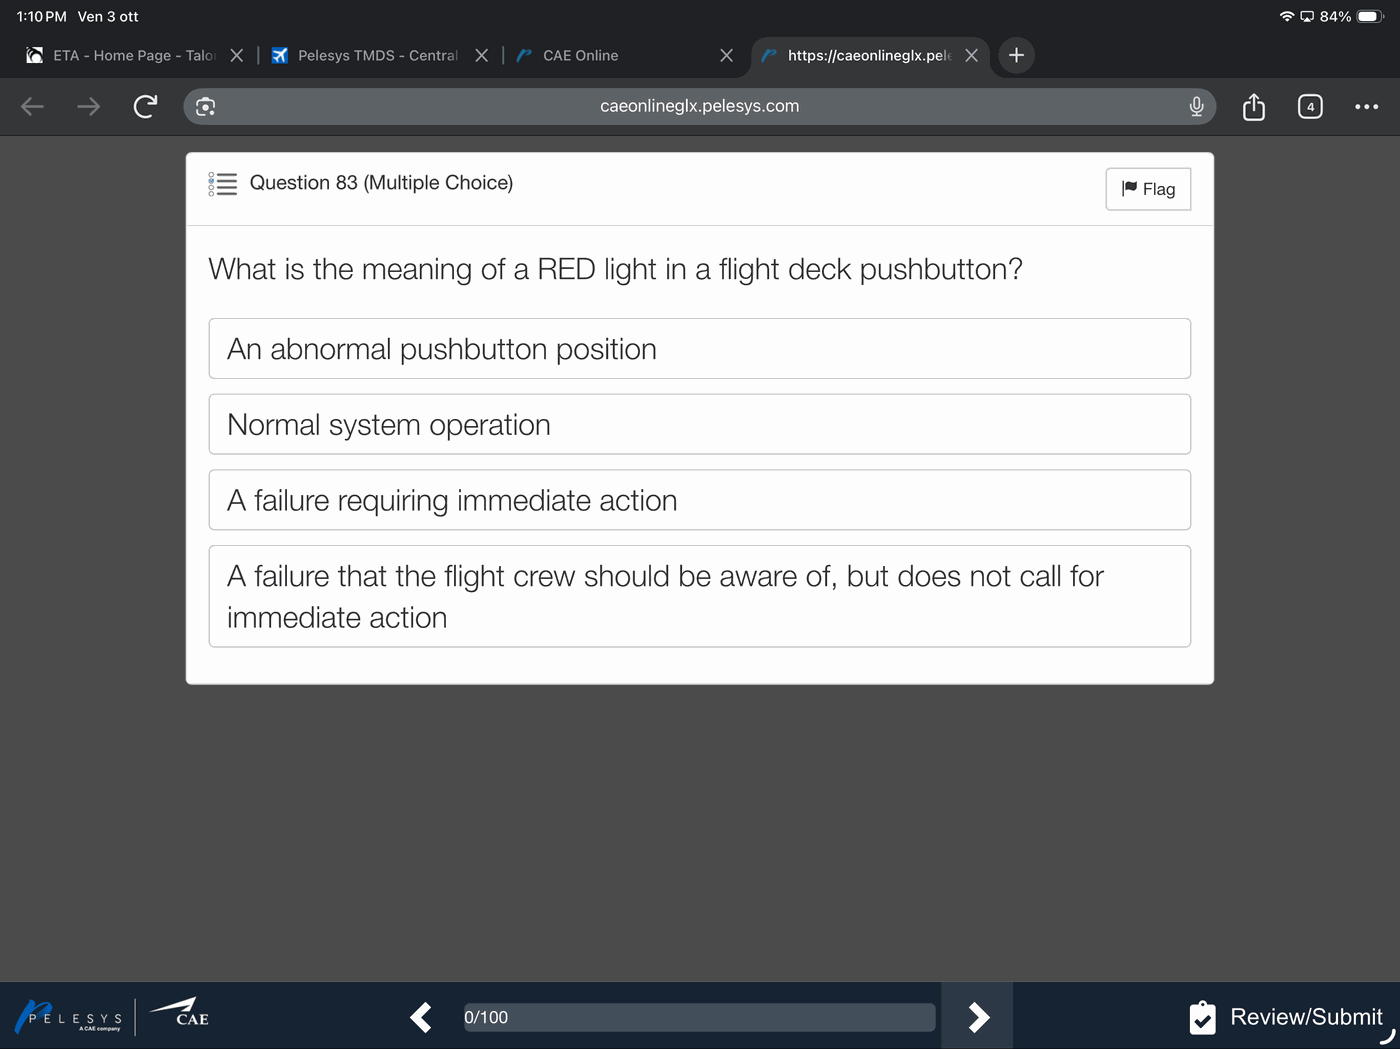 1:10 PM Ven 3 ott
84%
ETA - Home Page - Talo
Pelesys TMDS - Central
CAE Online
https://caeonlineglx.pele
caeonlineglx.pelesys.com
4
Question 83 (Multiple Choice)
Flag
What is the meaning of a RED light in a flight deck pushbutton?
An abnormal pushbutton position
Normal system operation
A failure requiring immediate action
A failure that the flight crew should be aware of, but does not call for
immediate action
PELESYS
A CAE company
CAE
0/100
Review/Submit